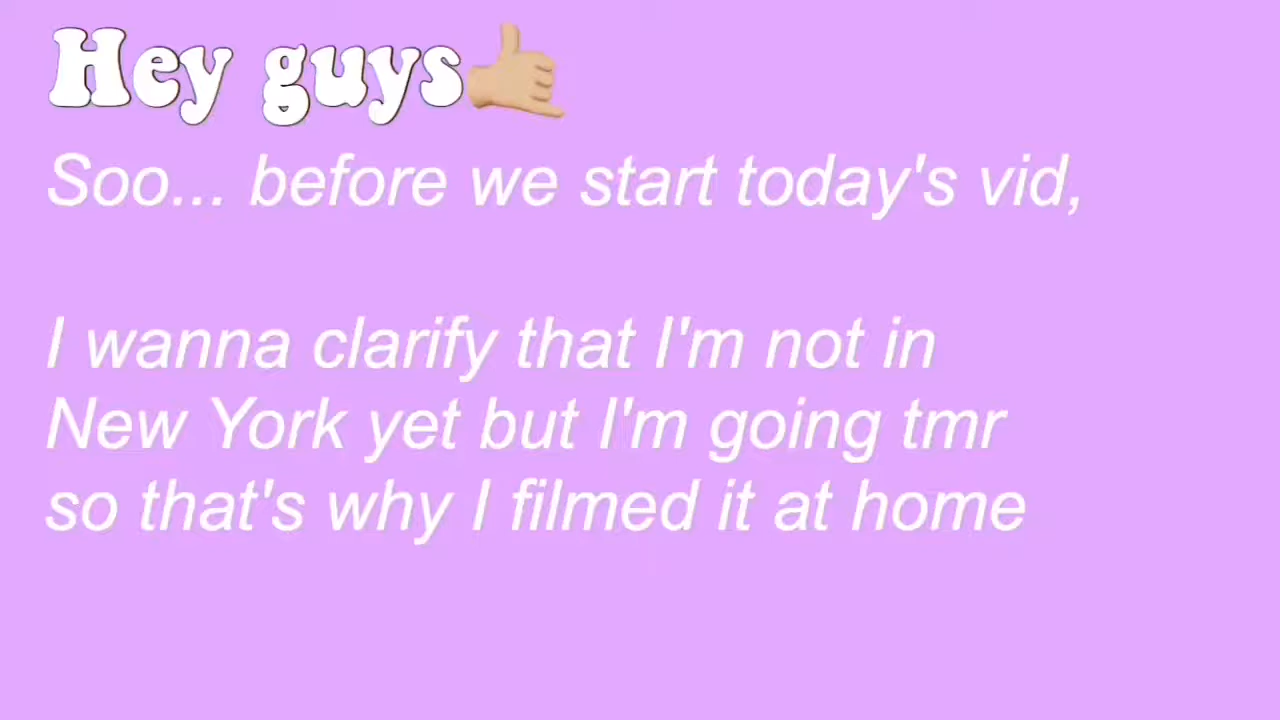 Hey guys🤙🏼
Soo... before we start today's vid,
I wanna clarify that I'm not in
New York yet but I'm going tmr
so that's why I filmed it at home